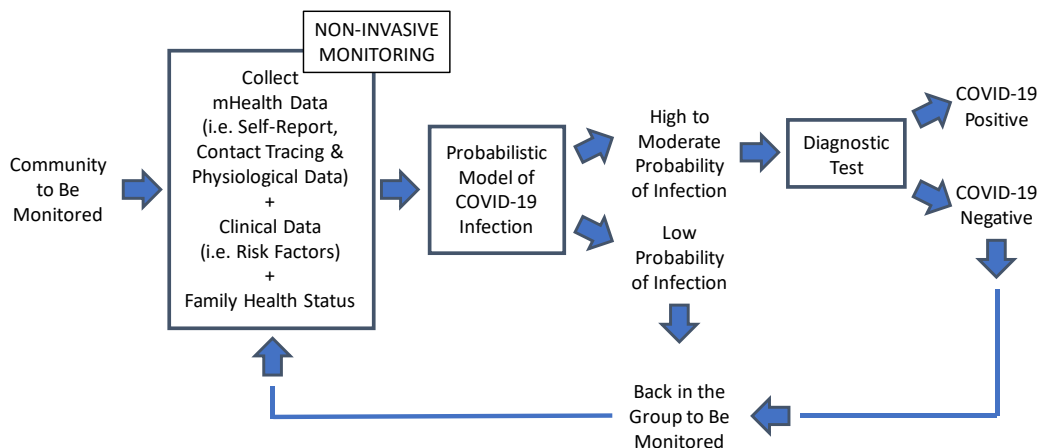 NON-INVASIVE
MONITORING
Collect
mHealth Data
(i.e. Self-Report,
Contact Tracing &
Physiological Data)
+
Clinical Data
(i.e. Risk Factors)
+
Family Health Status
Community
to Be
Monitored
Probabilistic
Model of
COVID-19
Infection
High to
Moderate
Probability
of Infection
Low
Probability
of Infection
Diagnostic
Test
COVID-19
Positive
COVID-19
Negative
Back in the
Group to Be
Monitored